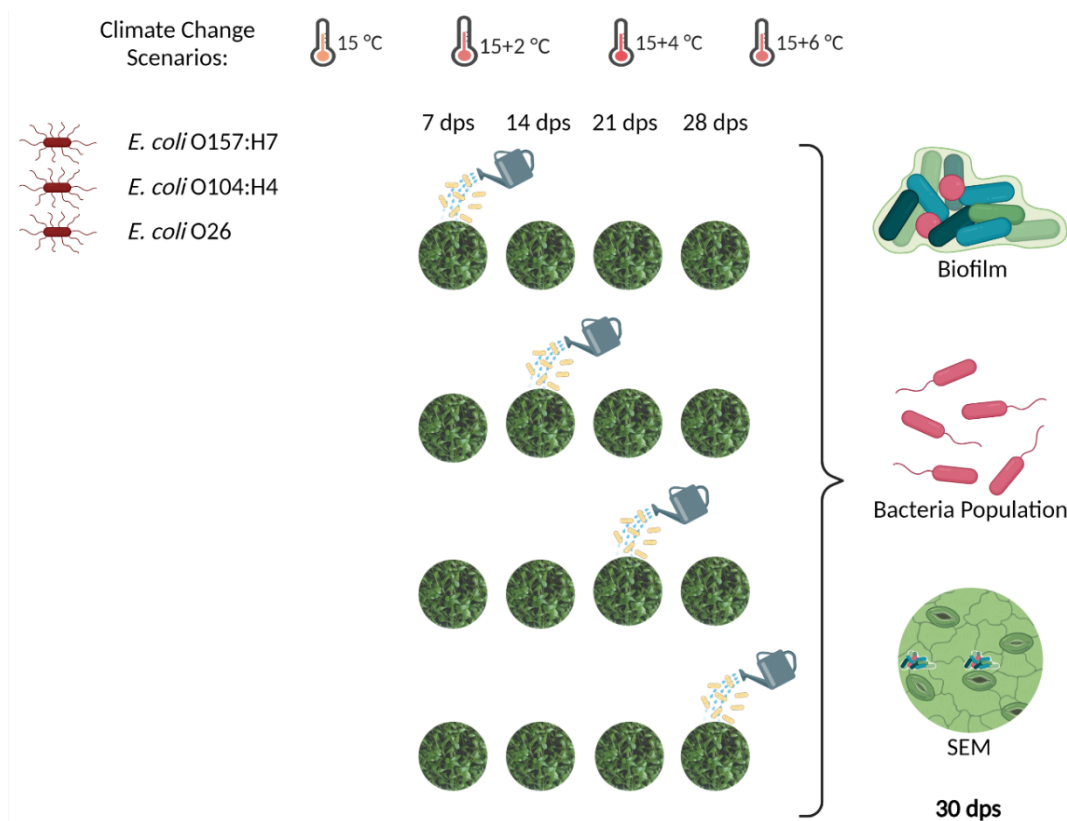 Climate Change
Scenarios:
15 °C
15+2 °C
15+4 °C
15+6 °C
7 dps
14 dps
21 dps
28 dps
E. coli O157:H7
E. coli O104:H4
E. coli O26
Biofilm
Bacteria Population
SEM
30 dps